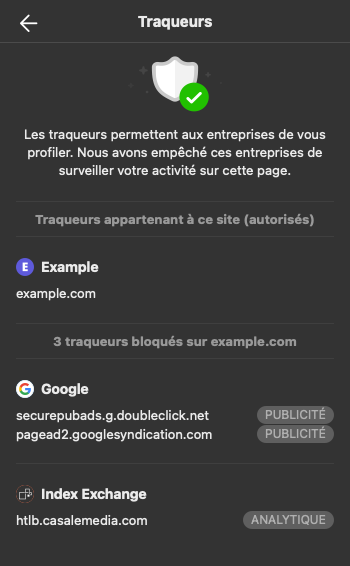 Traqueurs
Les traqueurs permettent aux entreprises de vous
profiler. Nous avons empêché ces entreprises de
surveiller votre activité sur cette page.
Traqueurs appartenant à ce site (autorisés)
E Example
example.com
3 traqueurs bloqués sur example.com
G Google
securepubads.g.doubleclick.net PUBLICITÉ
pagead2.googlesyndication.com PUBLICITÉ
Index Exchange
htlb.casalemedia.com ANALYTIQUE